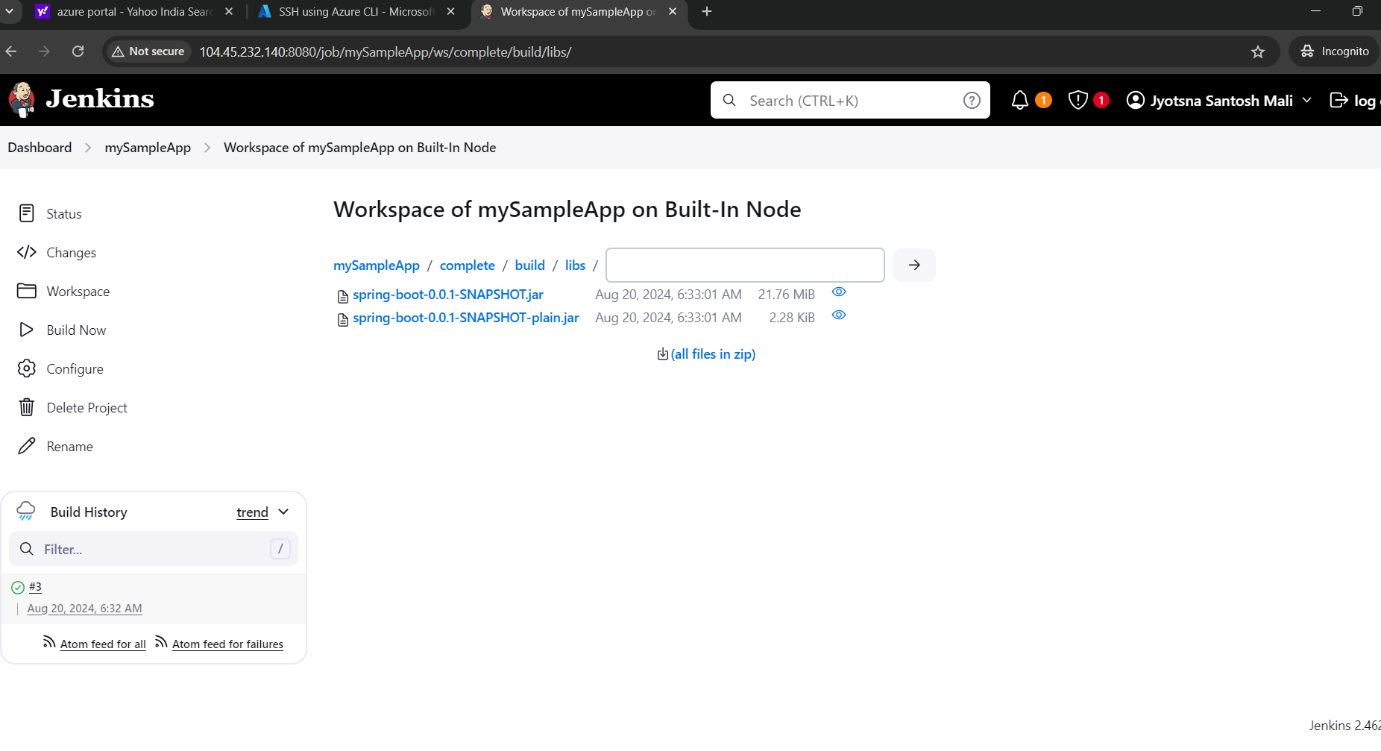 azure portal - Yahoo India Sear
SSH using Azure CLI - Microsoft
Workspace of mySampleApp o
Not secure 104.45.232.140:8080/job/mySampleApp/ws/complete/build/libs/
Incognito
Jenkins
Search (CTRL+K)
?
1
1
Jyotsna Santosh Mali
log
Dashboard > mySampleApp > Workspace of mySampleApp on Built-In Node
Status
Changes
Workspace
Build Now
Configure
Delete Project
Rename
Workspace of mySampleApp on Built-In Node
mySampleApp / complete / build / libs /
spring-boot-0.0.1-SNAPSHOT.jar Aug 20, 2024, 6:33:01 AM 21.76 MiB
spring-boot-0.0.1-SNAPSHOT-plain.jar Aug 20, 2024, 6:33:01 AM 2.28 KiB
(all files in zip)
Build History trend
Filter... /
#3
Aug 20, 2024, 6:32 AM
Atom feed for all Atom feed for failures
Jenkins 2.462